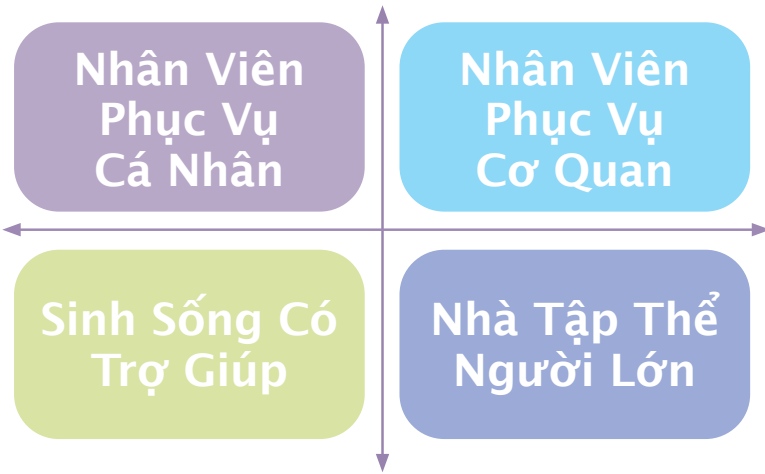 Nhân Viên
Phục Vụ
Cá Nhân
Nhân Viên
Phục Vụ
Cơ Quan
Sinh Sống Có
Trợ Giúp
Nhà Tập Thể
Người Lớn